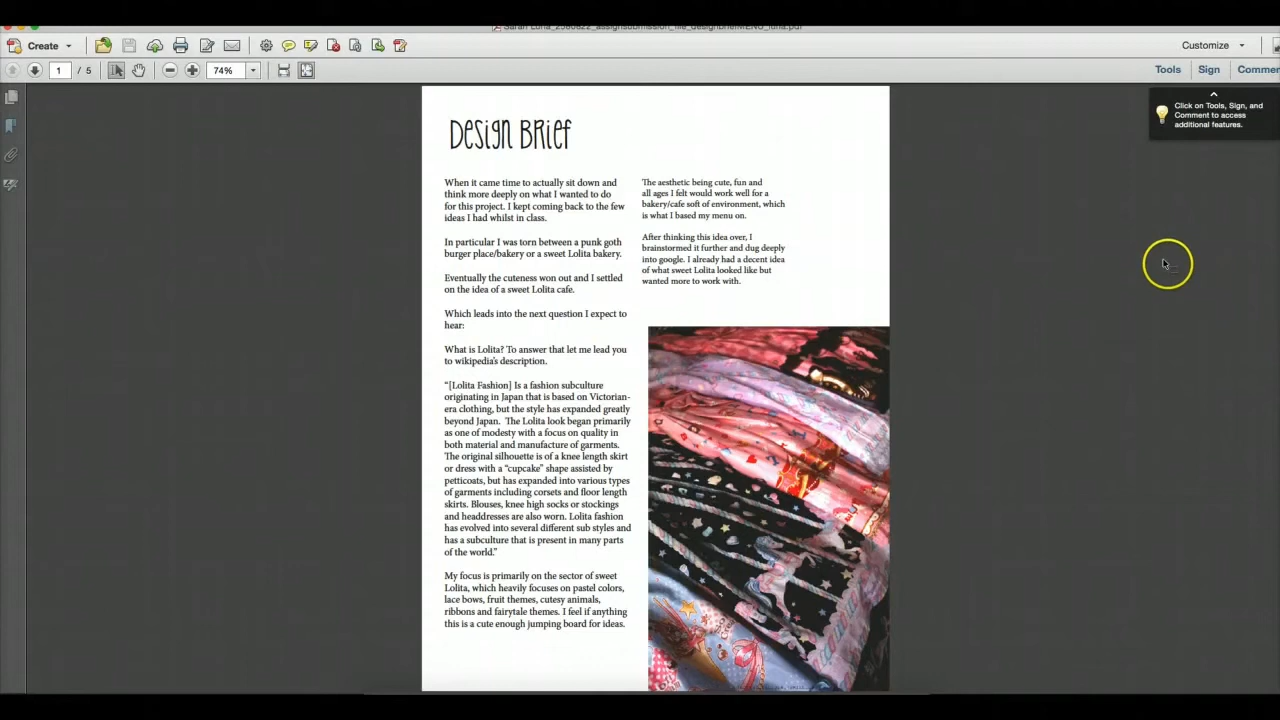 Create
Customize
1 / 5
74%
Tools
Sign
Commen
Click on Tools, Sign, and
Comment to access
additional features.
Design Brief
When it came time to actually sit down and
think more deeply on what I wanted to do
for this project. I kept coming back to the few
ideas I had whilst in class.
In particular I was torn between a punk goth
burger place/bakery or a sweet Lolita bakery.
Eventually the cuteness won out and I settled
on the idea of a sweet Lolita cafe.
Which leads into the next question I expect to
hear:
What is Lolita? To answer that let me lead you
to wikipedia's description.
"[Lolita Fashion] Is a fashion subculture
originating in Japan that is based on Victorian-
era clothing, but the style has expanded greatly
beyond Japan. The Lolita look began primarily
as one of modesty with a focus on quality in
both material and manufacture of garments.
The original silhouette is of a knee length skirt
or dress with a "cupcake" shape assisted by
petticoats, but has expanded into various types
of garments including corsets and floor length
skirts. Blouses, knee high socks or stockings
and headdresses are also worn. Lolita fashion
has evolved into several different sub styles and
has a subculture that is present in many parts
of the world."
My focus is primarily on the sector of sweet
Lolita, which heavily focuses on pastel colors,
lace bows, fruit themes, cutesy animals,
ribbons and fairytale themes. I feel if anything
this is a cute enough jumping board for ideas.
The aesthetic being cute, fun and
all ages I felt would work well for a
bakery/cafe soft of environment, which
is what I based my menu on.
After thinking this idea over, I
brainstormed it further and dug deeply
into google. I already had a decent idea
of what sweet Lolita looked like but
wanted more to work with.